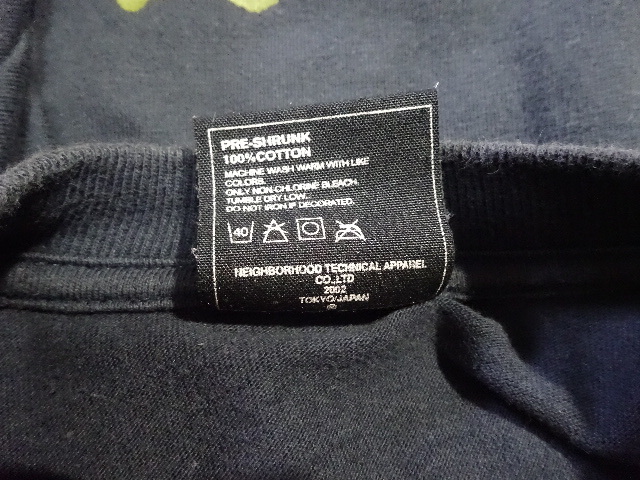 PRE-SHRUNK
100%COTTON
MACHINE WASH WARM WITH LIKE
COLORS.
ONLY NON-CHLORINE BLEACH.
TUMBLE DRY LOW.
DO NOT IRON IF DECORATED.
40
NEIGHBORHOOD TECHNICAL APPAREL
CO.,LTD
2002
TOKYO/JAPAN
®